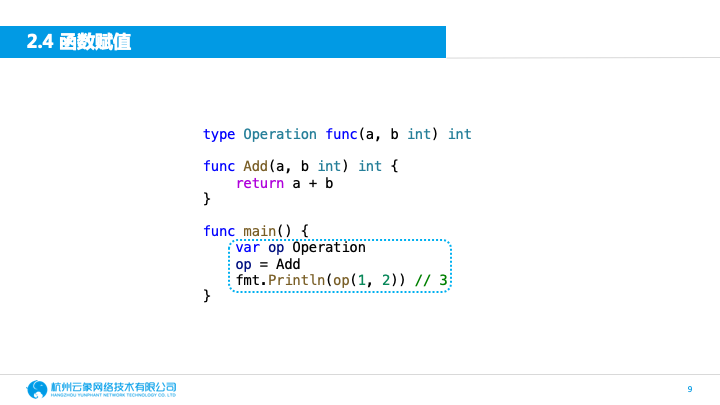 2.4 函数赋值
type Operation func(a, b int) int
func Add(a, b int) int {
return a + b
}
func main() {
var op Operation
op = Add
fmt.Println(op(1, 2)) // 3
}
杭州云象网络技术有限公司
HANGZHOU YUNPHANT NETWORK TECHNOLOGY CO. LTD
9